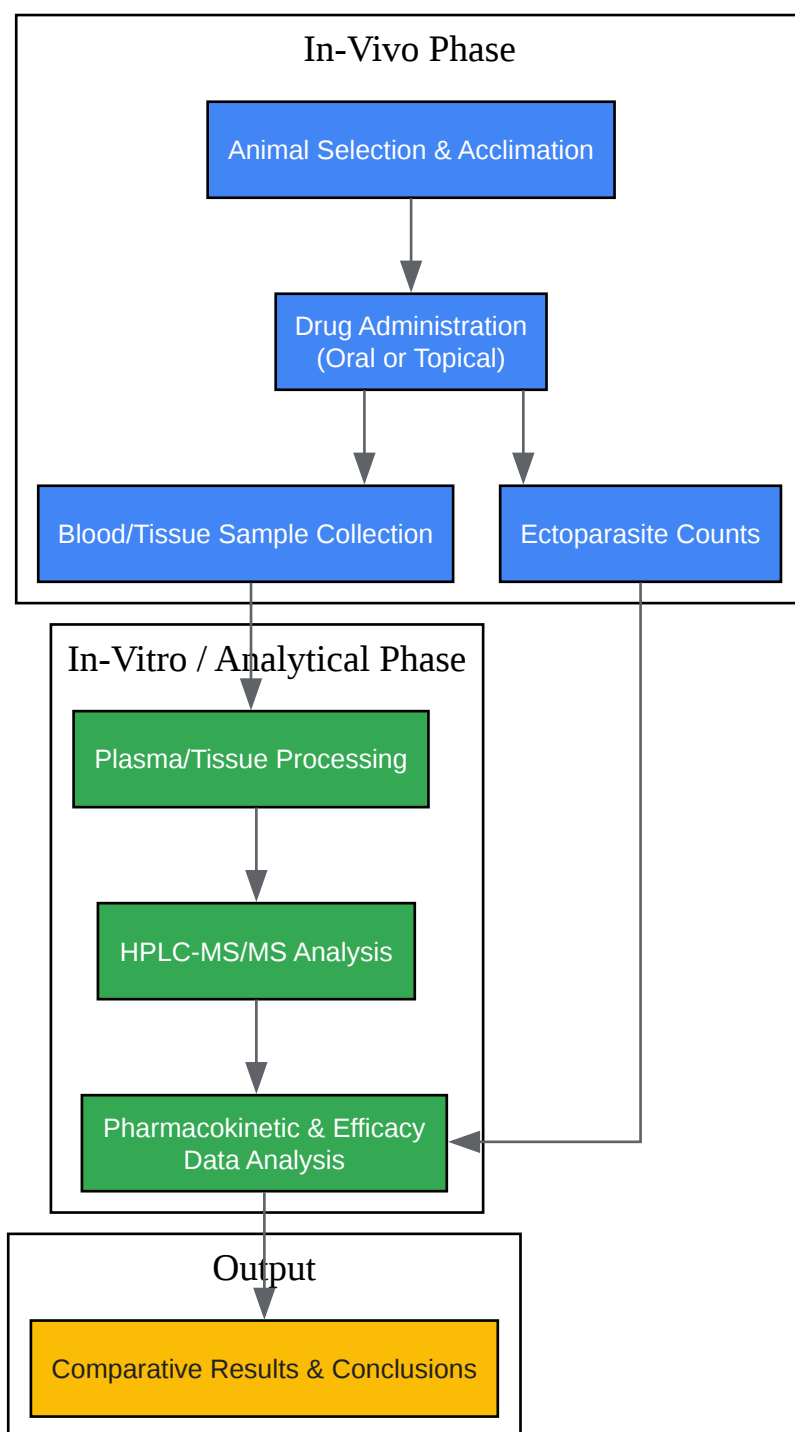 In-Vivo Phase
Animal Selection & Acclimation
Drug Administration
(Oral or Topical)
Blood/Tissue Sample Collection
Ectoparasite Counts
In-Vitro / Analytical Phase
Plasma/Tissue Processing
HPLC-MS/MS Analysis
Pharmacokinetic & Efficacy
Data Analysis
Output
Comparative Results & Conclusions